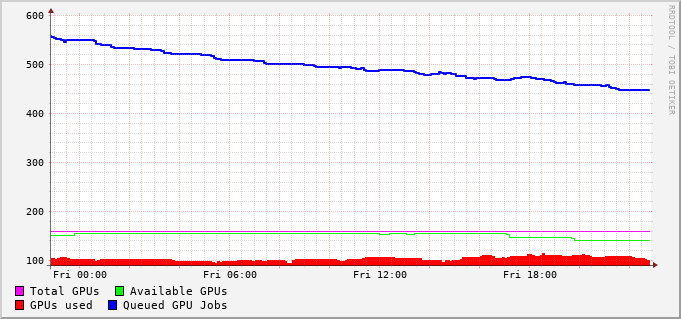 600
500
400
300
200
100
Fri 00:00 Fri 06:00 Fri 12:00 Fri 18:00
Total GPUs Available GPUs
GPUs used Queued GPU Jobs
RRDTOOL / TOBI OETIKER